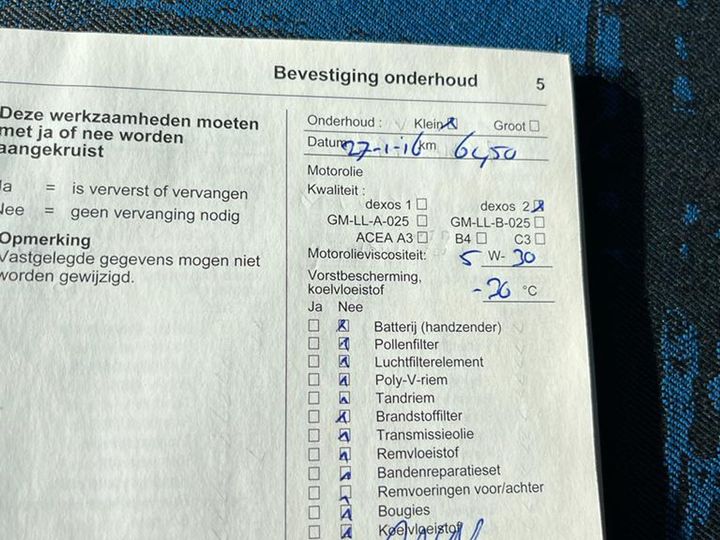 Bevestiging onderhoud 5
Deze werkzaamheden moeten
met ja of nee worden
aangekruist
Ja = is ververst of vervangen
Nee = geen vervanging nodig
Opmerking
Vastgelegde gegevens mogen niet
worden gewijzigd.
Onderhoud : Klein Groot
Datum 27-1-16 km
Motorolie
Kwaliteit :
dexos 1 dexos 2
GM-LL-A-025 GM-LL-B-025
ACEA A3 B4 C3
Motorolieviscositeit: 5 W- 30
Vorstbescherming,
koelvloeistof °C
Ja Nee
Batterij (handzender)
Pollenfilter
Luchtfilterelement
Poly-V-riem
Tandriem
Brandstoffilter
Transmissieolie
Remvloeistof
Bandenreparatieset
Remvoeringen voor/achter
Bougies
Koelvloeistof